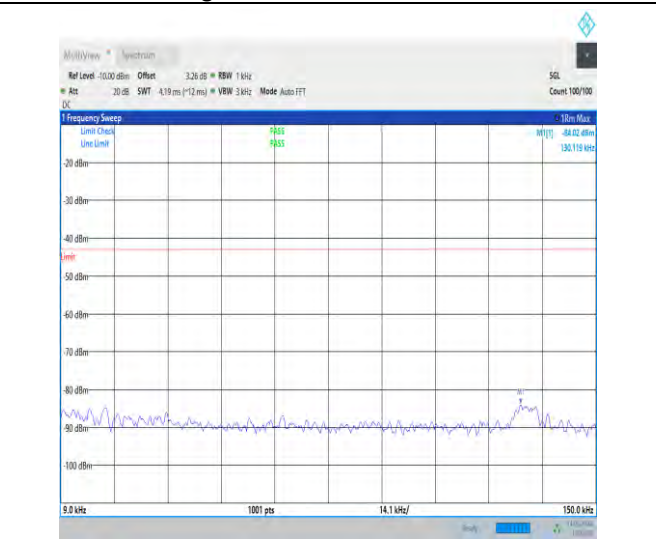 MultiView Spectrum
Ref Level -10.00 dBm Offset 3.26 dB RBW 1 kHz SGL
Att 20 dB SWT 4.19 ms (~12 ms) VBW 3 kHz Mode Auto FFT Count 100/100
DC
1 Frequency Sweep 1Rm Max
Limit Check PASS M1[1] -84.02 dBm
Line Limit PASS 130.119 kHz
-20 dBm
-30 dBm
-40 dBm
Limit
-50 dBm
-60 dBm
-70 dBm
-80 dBm
M1
-90 dBm
-100 dBm
9.0 kHz 1001 pts 14.1 kHz/ 150.0 kHz
Ready